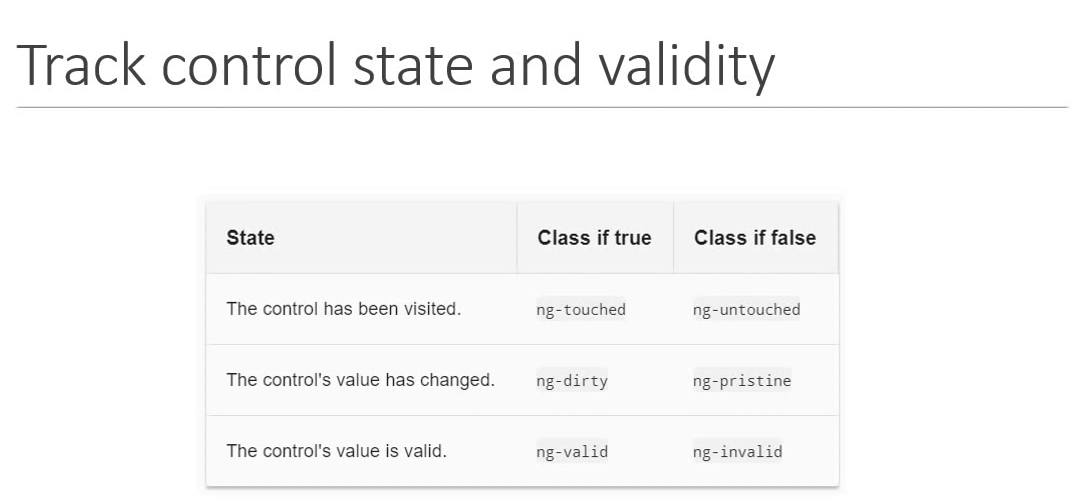 Track control state and validity
State Class if true Class if false
The control has been visited. ng-touched ng-untouched
The control's value has changed. ng-dirty ng-pristine
The control's value is valid. ng-valid ng-invalid